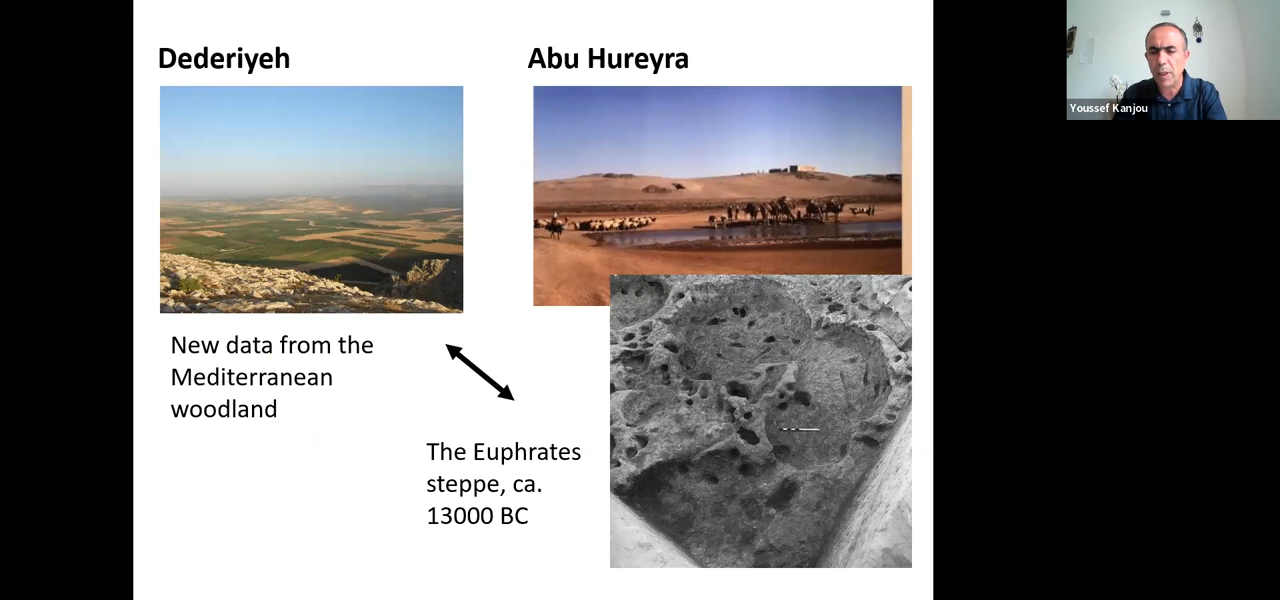 Dederiyeh
Abu Hureyra
New data from the
Mediterranean
woodland
The Euphrates
steppe, ca.
13000 BC
Youssef Kanjou